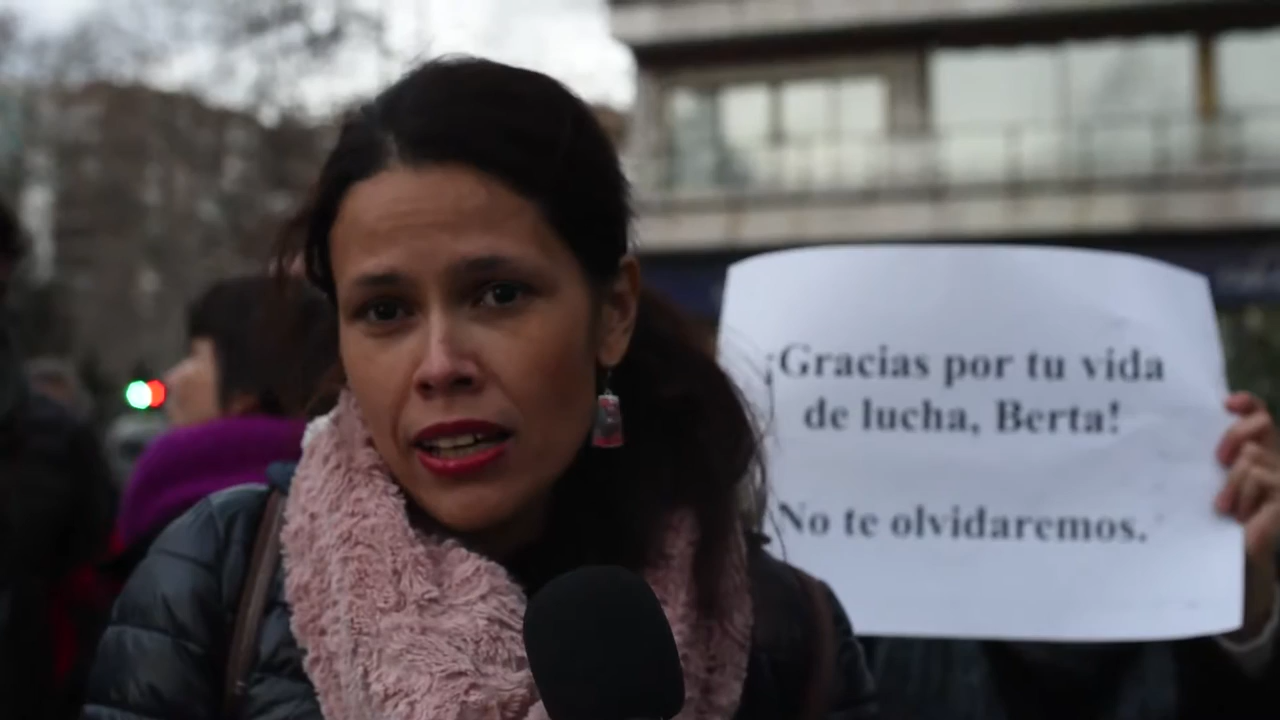 ¡Gracias por tu vida
de lucha, Berta!
No te olvidaremos.